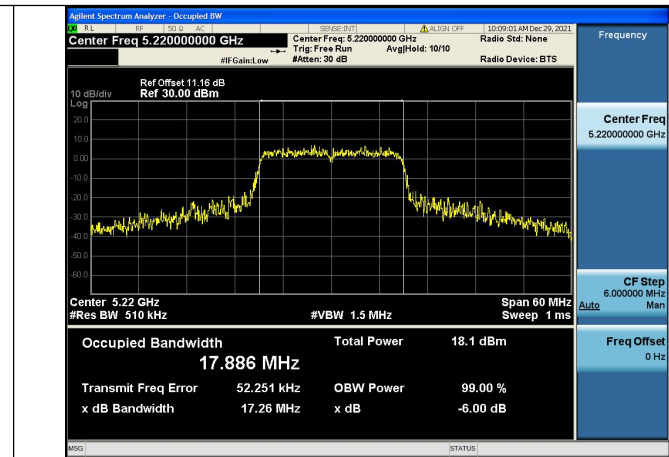 Agilent Spectrum Analyzer - Occupied BW
RL RF 50 Ω AC SENSE:INT ALIGN OFF 10:09:01 AM Dec 29, 2021
Center Freq 5.220000000 GHz Center Freq: 5.220000000 GHz Radio Std: None
Trig: Free Run Avg|Hold: 10/10
#IFGain:Low #Atten: 30 dB Radio Device: BTS
Ref Offset 11.16 dB
10 dB/div Ref 30.00 dBm
Log
20.0
10.0
0.00
-10.0
-20.0
-30.0
-40.0
-50.0
-60.0
Center 5.22 GHz Span 60 MHz
#Res BW 510 kHz #VBW 1.5 MHz Sweep 1 ms
Occupied Bandwidth Total Power 18.1 dBm
17.886 MHz
Transmit Freq Error 52.251 kHz OBW Power 99.00 %
x dB Bandwidth 17.26 MHz x dB -6.00 dB
MSG STATUS
Frequency
Center Freq
5.220000000 GHz
CF Step
6.000000 MHz
Auto Man
Freq Offset
0 Hz